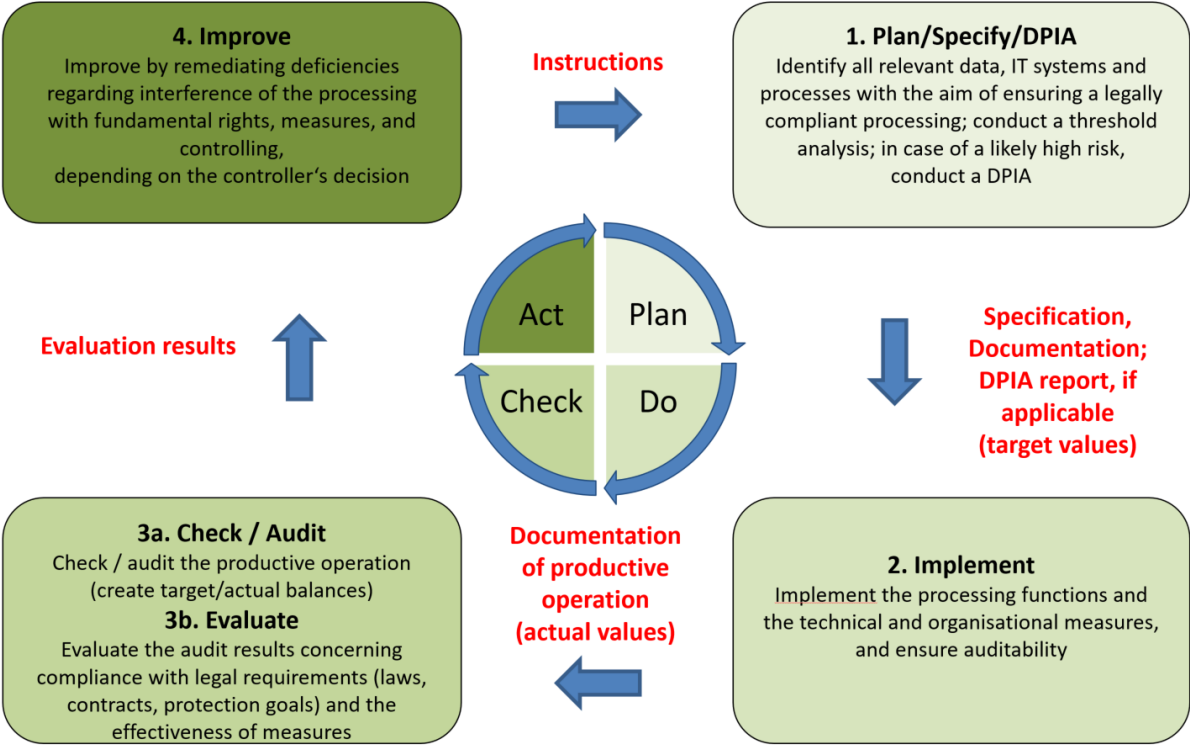 4. Improve
Improve by remediating deficiencies
regarding interference of the processing
with fundamental rights, measures, and
controlling,
depending on the controller‘s decision
Instructions
1. Plan/Specify/DPIA
Identify all relevant data, IT systems and
processes with the aim of ensuring a legally
compliant processing; conduct a threshold
analysis; in case of a likely high risk,
conduct a DPIA
Act
Plan
Check
Do
Evaluation results
Specification,
Documentation;
DPIA report, if
applicable
(target values)
3a. Check / Audit
Check / audit the productive operation
(create target/actual balances)
3b. Evaluate
Evaluate the audit results concerning
compliance with legal requirements (laws,
contracts, protection goals) and the
effectiveness of measures
Documentation
of productive
operation
(actual values)
2. Implement
Implement the processing functions and
the technical and organisational measures,
and ensure auditability